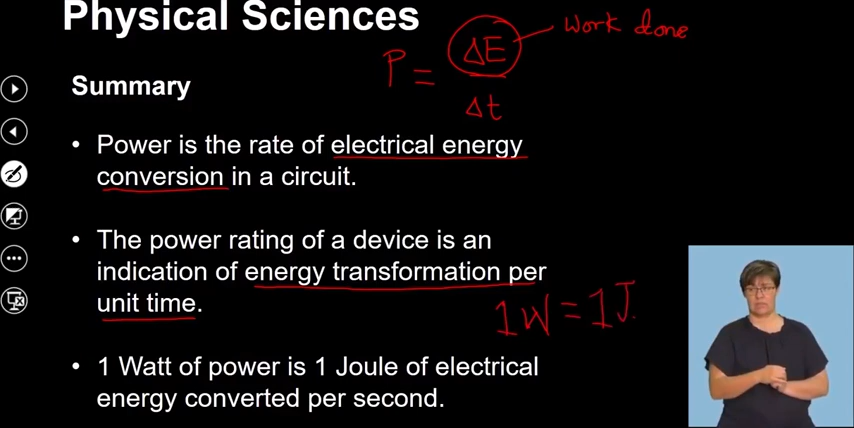 Physical Sciences
P = ΔE / Δt
work done
Summary
• Power is the rate of electrical energy
conversion in a circuit.
• The power rating of a device is an
indication of energy transformation per
unit time.
1W = 1J.
• 1 Watt of power is 1 Joule of electrical
energy converted per second.